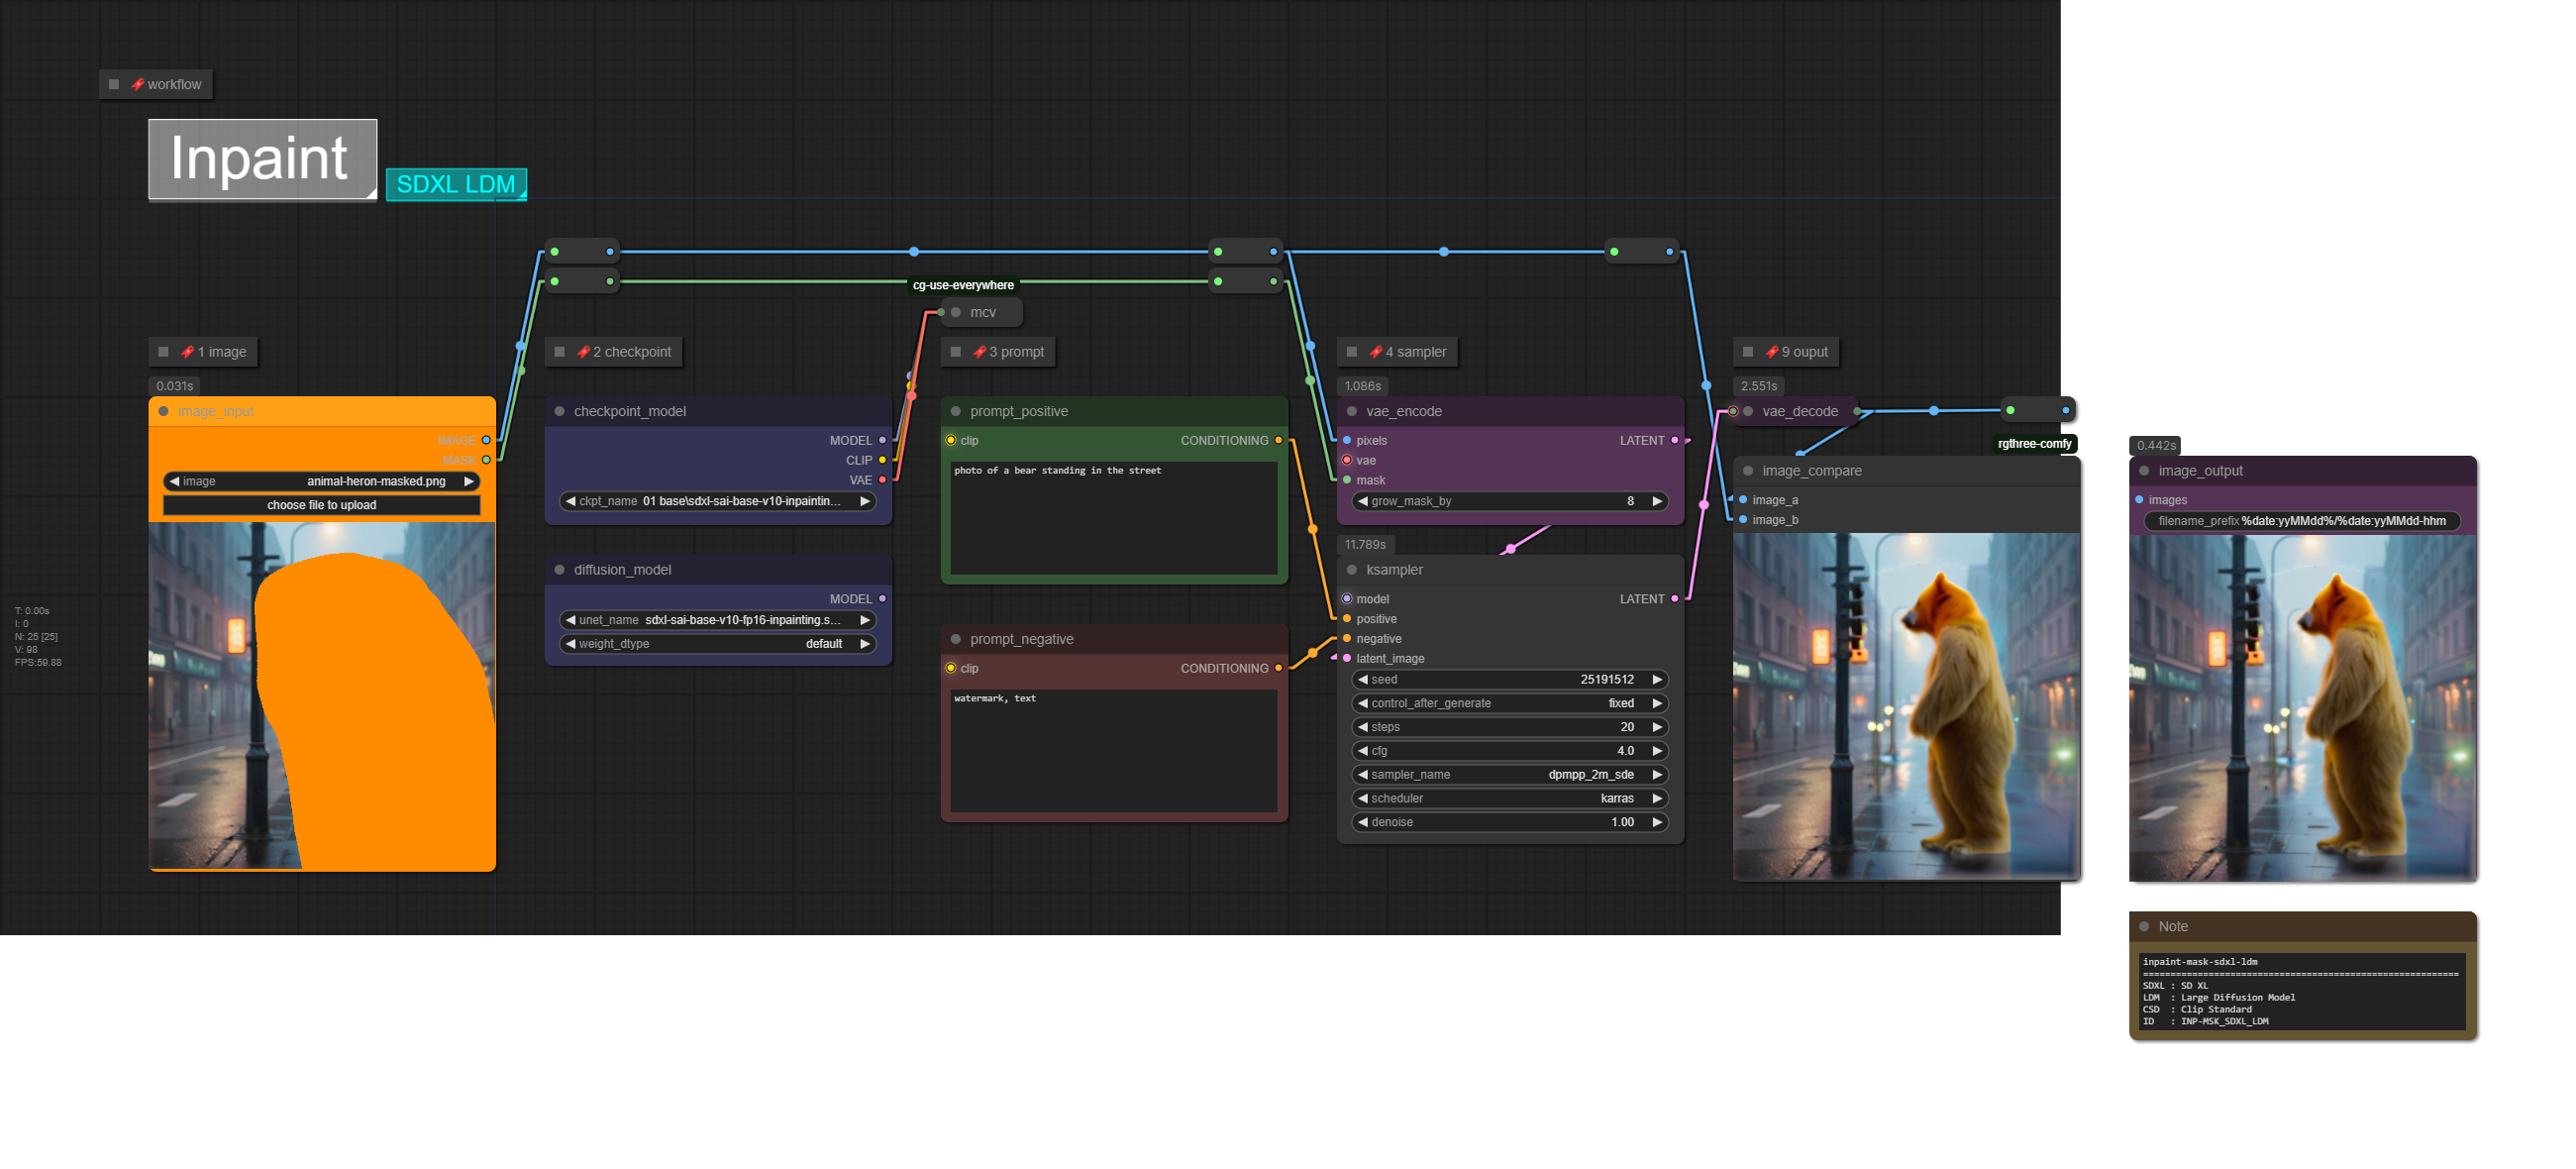 workflow
Inpaint
SDXL LDM
cg-use-everywhere
mcv
1 image
2 checkpoint
3 prompt
4 sampler
9 ouput
0.031s
image_input
IMAGE
MASK
image animal-heron-masked.png
choose file to upload
T: 0.00s
I: 0
N: 25 [25]
V: 98
FPS:59.88
checkpoint_model
MODEL
CLIP
VAE
ckpt_name 01 base\sdxl-sai-base-v10-inpaintin...
diffusion_model
MODEL
unet_name sdxl-sai-base-v10-fp16-inpainting.s...
weight_dtype default
prompt_positive
clip CONDITIONING
photo of a bear standing in the street
prompt_negative
clip CONDITIONING
watermark, text
1.086s
vae_encode
pixels LATENT
vae
mask
grow_mask_by 8
11.789s
ksampler
model LATENT
positive
negative
latent_image
seed 25191512
control_after_generate fixed
steps 20
cfg 4.0
sampler_name dpmpp_2m_sde
scheduler karras
denoise 1.00
2.551s
vae_decode
rgthree-comfy
image_compare
image_a
image_b
0.442s
image_output
images
filename_prefix %date:yyMMdd%/%date:yyMMdd-hhm
Note
inpaint-mask-sdxl-ldm
==========================================================
SDXL : SD XL
LDM : Large Diffusion Model
CSD : Clip Standard
ID : INP-MSK_SDXL_LDM